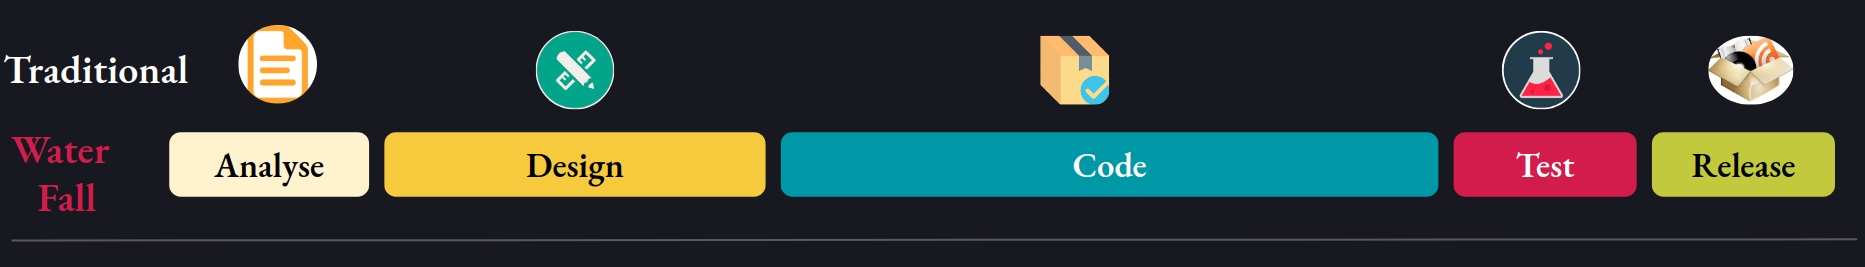 Traditional
Water
Fall
Analyse
Design
Code
Test
Release